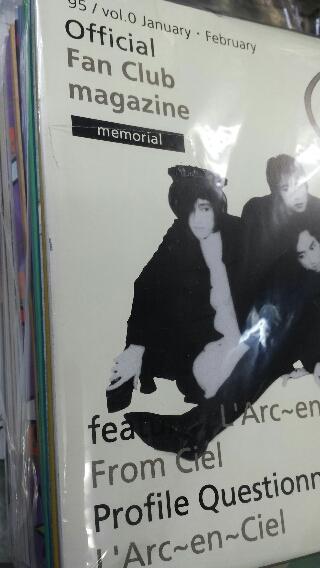 95 / vol.0 January・February
Official
Fan Club
magazine
memorial
L'Arc~en
From Ciel
Profile Questionn
L'Arc~en~Ciel